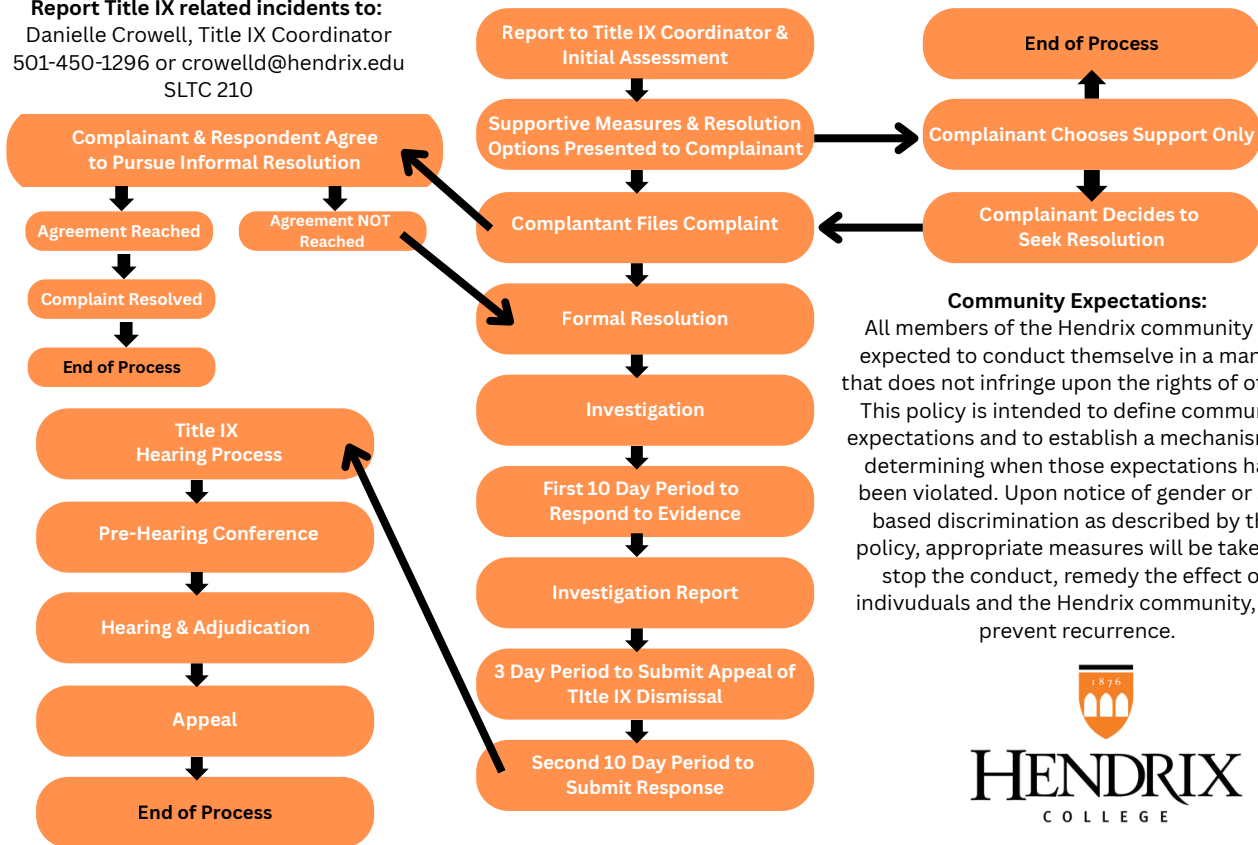 Report Title IX related incidents to:
Danielle Crowell, Title IX Coordinator
501-450-1296 or crowelld@hendrix.edu
SLTC 210
Complainant & Respondent Agree
to Pursue Informal Resolution
Agreement Reached
Agreement NOT
Reached
Complaint Resolved
End of Process
Title IX
Hearing Process
Pre-Hearing Conference
Hearing & Adjudication
Appeal
End of Process
Report to Title IX Coordinator &
Initial Assessment
Supportive Measures & Resolution
Options Presented to Complainant
Complantant Files Complaint
Formal Resolution
Investigation
First 10 Day Period to
Respond to Evidence
Investigation Report
3 Day Period to Submit Appeal of
TItle IX Dismissal
Second 10 Day Period to
Submit Response
End of Process
Complainant Chooses Support Only
Complainant Decides to
Seek Resolution
Community Expectations:
All members of the Hendrix community
expected to conduct themselve in a
that does not infringe upon the rights of
This policy is intended to define
expectations and to establish a
determining when those expectations
been violated. Upon notice of gender or
based discrimination as described by
policy, appropriate measures will be
stop the conduct, remedy the effect
indivuduals and the Hendrix community,
prevent recurrence.
1876
HENDRIX
COLLEGE